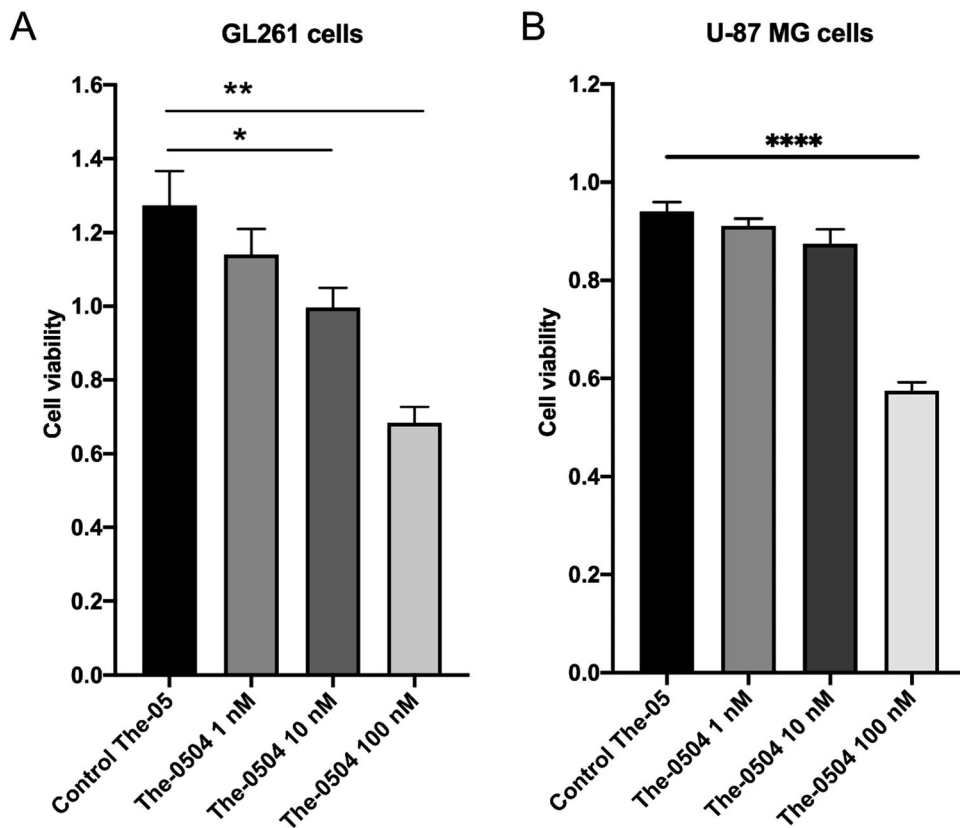 A
GL261 cells
**
*
Cell viability
1.6
1.4
1.2
1.0
0.8
0.6
0.4
0.2
0.0
Control The-05
The-0504 1 nM
The-0504 10 nM
The-0504 100 nM
B
U-87 MG cells
****
Cell viability
1.2
1.0
0.8
0.6
0.4
0.2
0.0
Control The-05
The-0504 1 nM
The-0504 10 nM
The-0504 100 nM